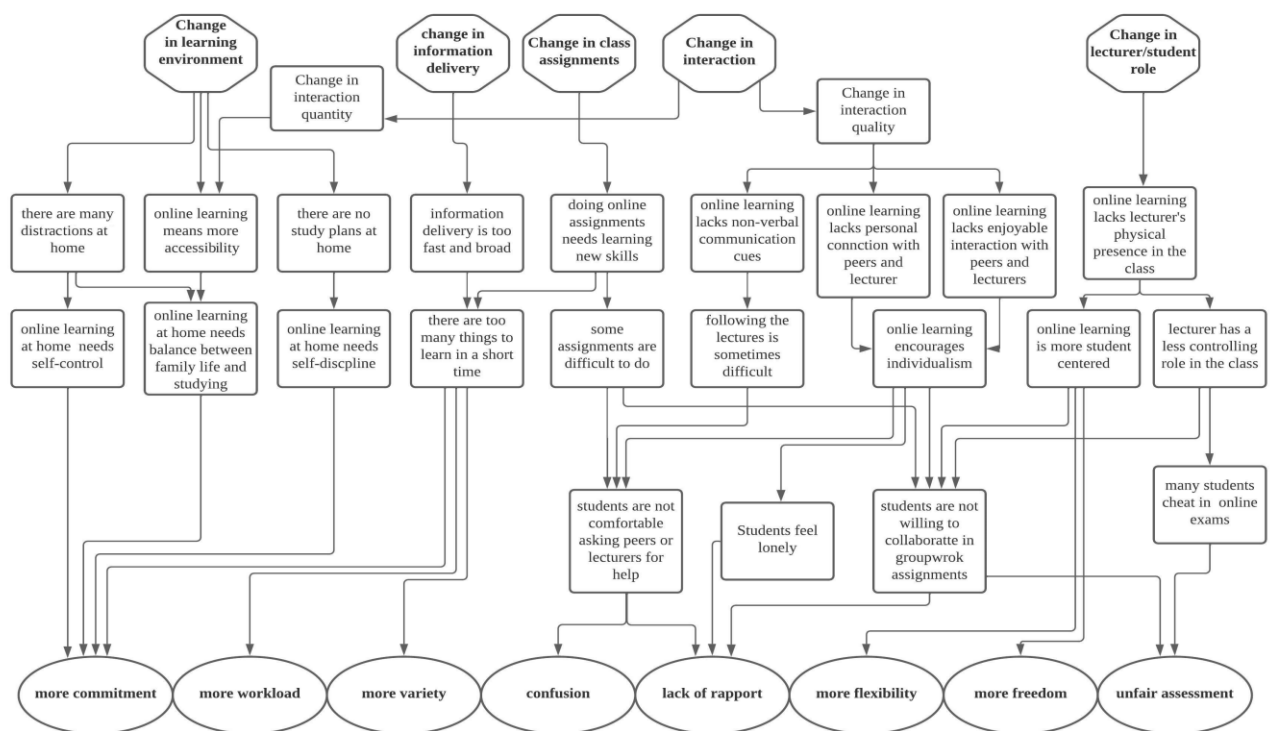 Change
in learning
environment
change in
information
delivery
Change in class
assignments
Change in
interaction
Change in
lecturer/student
role
Change in
interaction
quantity
Change in
interaction
quality
there are many
distractions at
home
online learning
means more
accessibility
there are no
study plans at
home
information
delivery is too
fast and broad
doing online
assignments
needs learning
new skills
online learning
lacks non-verbal
communication
cues
online learning
lacks personal
connction with
peers and
lecturer
online learning
lacks enjoyable
interaction with
peers and
lecturers
online learning
lacks lecturer's
physical
presence in the
class
online learning
at home needs
self-control
online learning
at home needs
balance between
family life and
studying
online learning
at home needs
self-discpline
there are too
many things to
learn in a short
time
some
assignments are
difficult to do
following the
lectures is
sometimes
difficult
onlie learning
encourages
individualism
online learning
is more student
centered
lecturer has a
less controlling
role in the class
students are not
comfortable
asking peers or
lecturers for
help
Students feel
lonely
students are not
willing to
collaboratte in
groupwrok
assignments
many students
cheat in online
exams
more commitment
more workload
more variety
confusion
lack of rapport
more flexibility
more freedom
unfair assessment